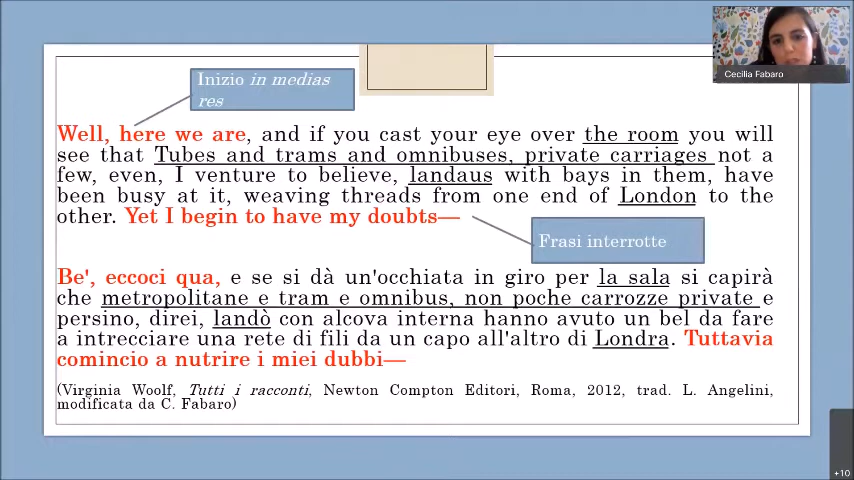 Cecilia Fabaro
Inizio in medias
res
Well, here we are, and if you cast your eye over the room you will
see that Tubes and trams and omnibuses, private carriages not a
few, even, I venture to believe, landaus with bays in them, have
been busy at it, weaving threads from one end of London to the
other. Yet I begin to have my doubts—
Frasi interrotte
Be', eccoci qua, e se si dà un'occhiata in giro per la sala si capirà
che metropolitane e tram e omnibus, non poche carrozze private e
persino, direi, landò con alcova interna hanno avuto un bel da fare
a intrecciare una rete di fili da un capo all'altro di Londra. Tuttavia
comincio a nutrire i miei dubbi—
(Virginia Woolf, Tutti i racconti, Newton Compton Editori, Roma, 2012, trad. L. Angelini,
modificata da C. Fabaro)
+10